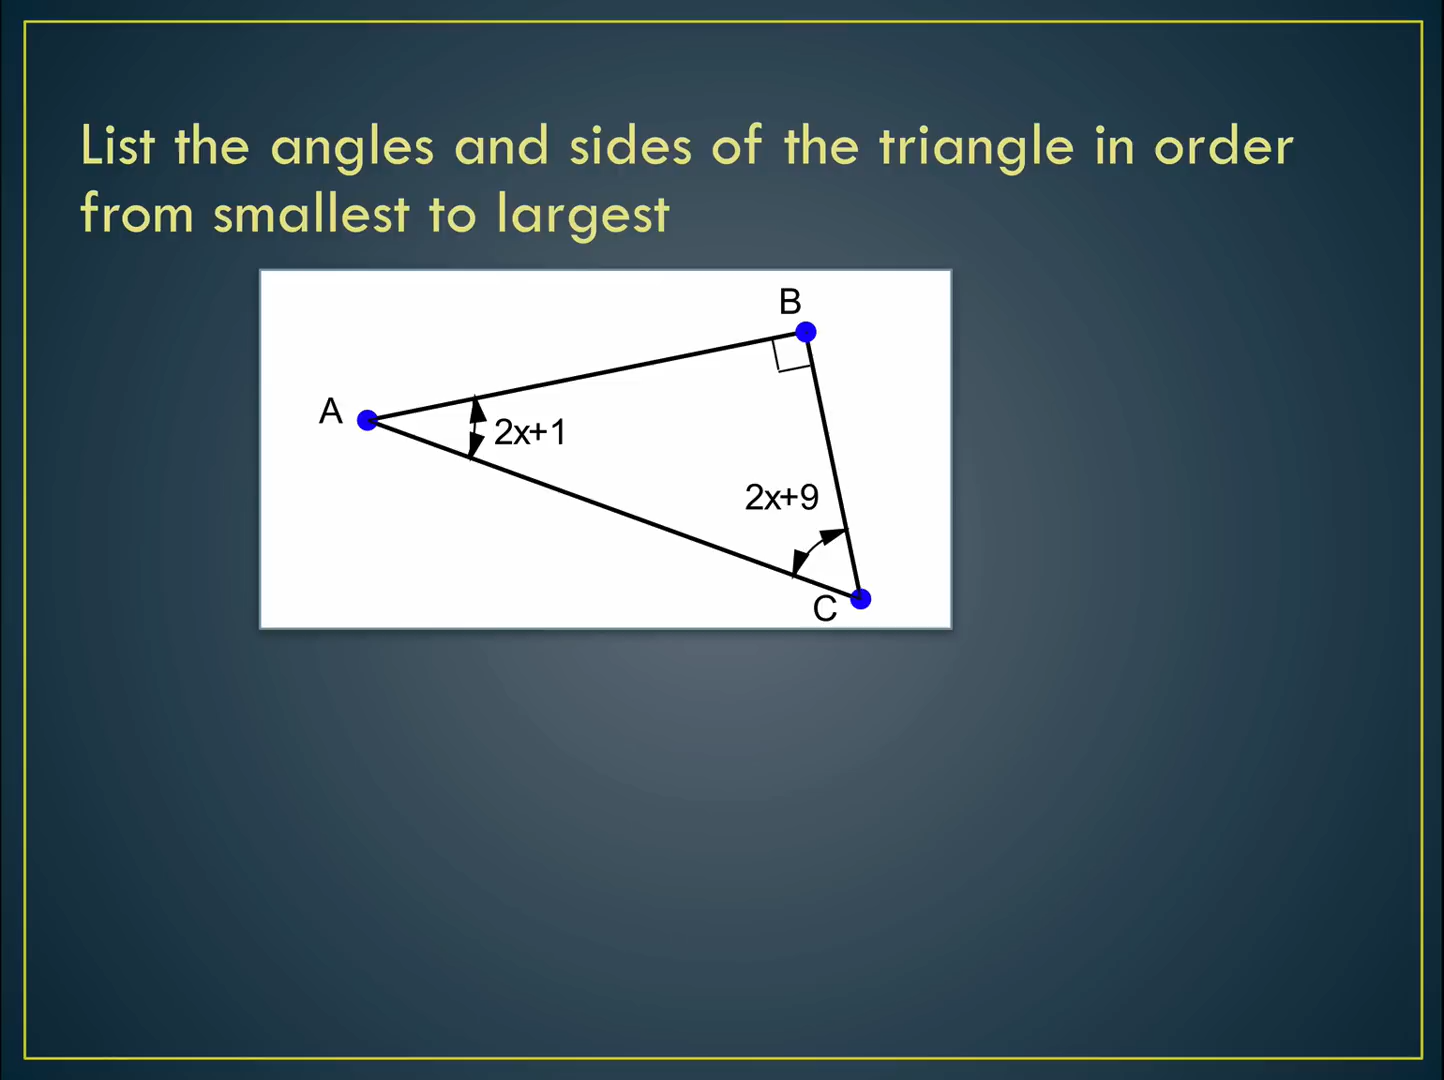 List the angles and sides of the triangle in order
from smallest to largest
B
A
2x+1
2x+9
C